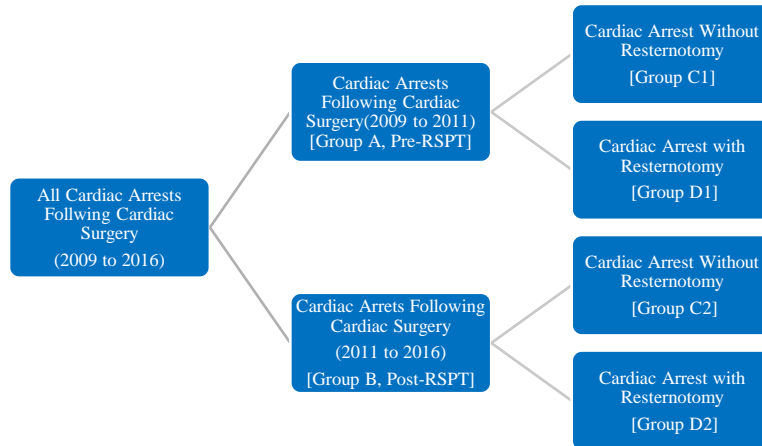 Cardiac Arrest Without
Resternotomy
[Group C1]
Cardiac Arrests
Following Cardiac
Surgery(2009 to 2011)
[Group A, Pre-RSPT]
Cardiac Arrest with
Resternotomy
[Group D1]
All Cardiac Arrests
Follwing Cardiac
Surgery
(2009 to 2016)
Cardiac Arrest Without
Resternotomy
[Group C2]
Cardiac Arrets Following
Cardiac Surgery
(2011 to 2016)
[Group B, Post-RSPT]
Cardiac Arrest with
Resternotomy
[Group D2]